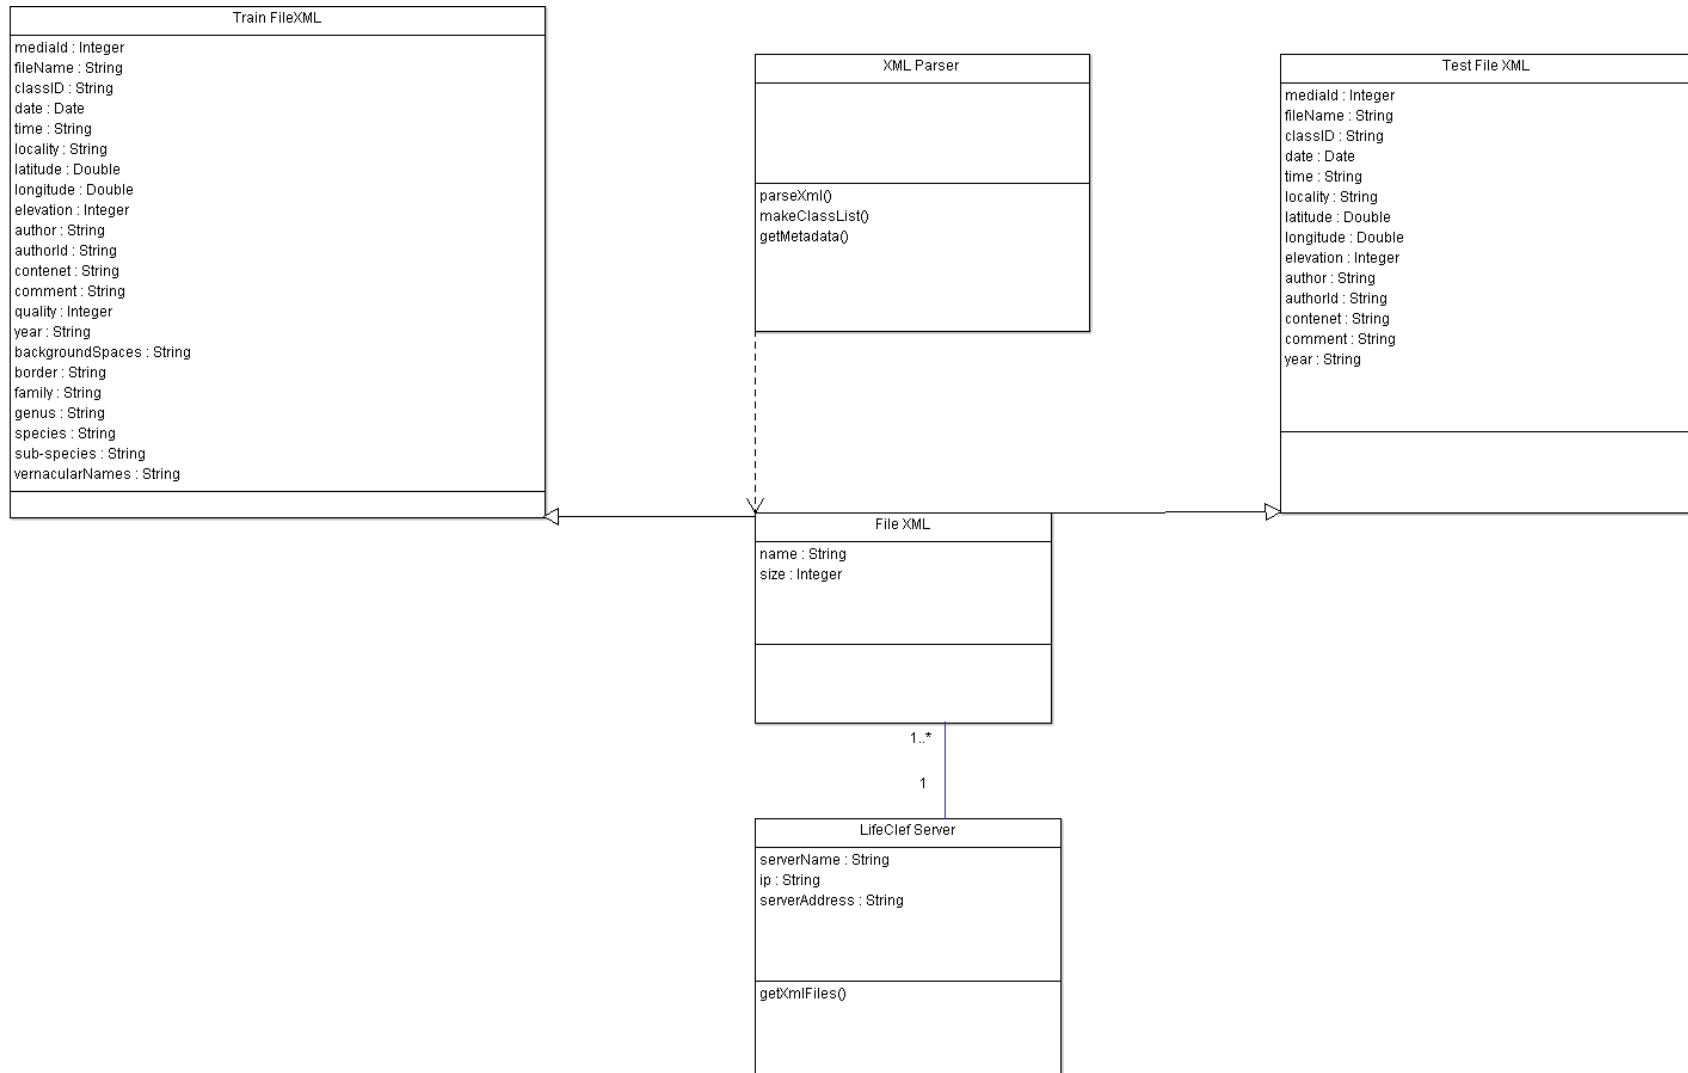 Train FileXML
mediaId : Integer
fileName : String
classID : String
date : Date
time : String
locality : String
latitude : Double
longitude : Double
elevation : Integer
author : String
authorId : String
contenet : String
comment : String
quality : Integer
year : String
backgroundSpaces : String
border : String
family : String
genus : String
species : String
sub-species : String
vernacularNames : String
XML Parser
parseXml()
makeClassList()
getMetadata()
Test File XML
mediaId : Integer
fileName : String
classID : String
date : Date
time : String
locality : String
latitude : Double
longitude : Double
elevation : Integer
author : String
authorId : String
contenet : String
comment : String
year : String
File XML
name : String
size : Integer
1..*
1
LifeClef Server
serverName : String
ip : String
serverAddress : String
getXmlFiles()